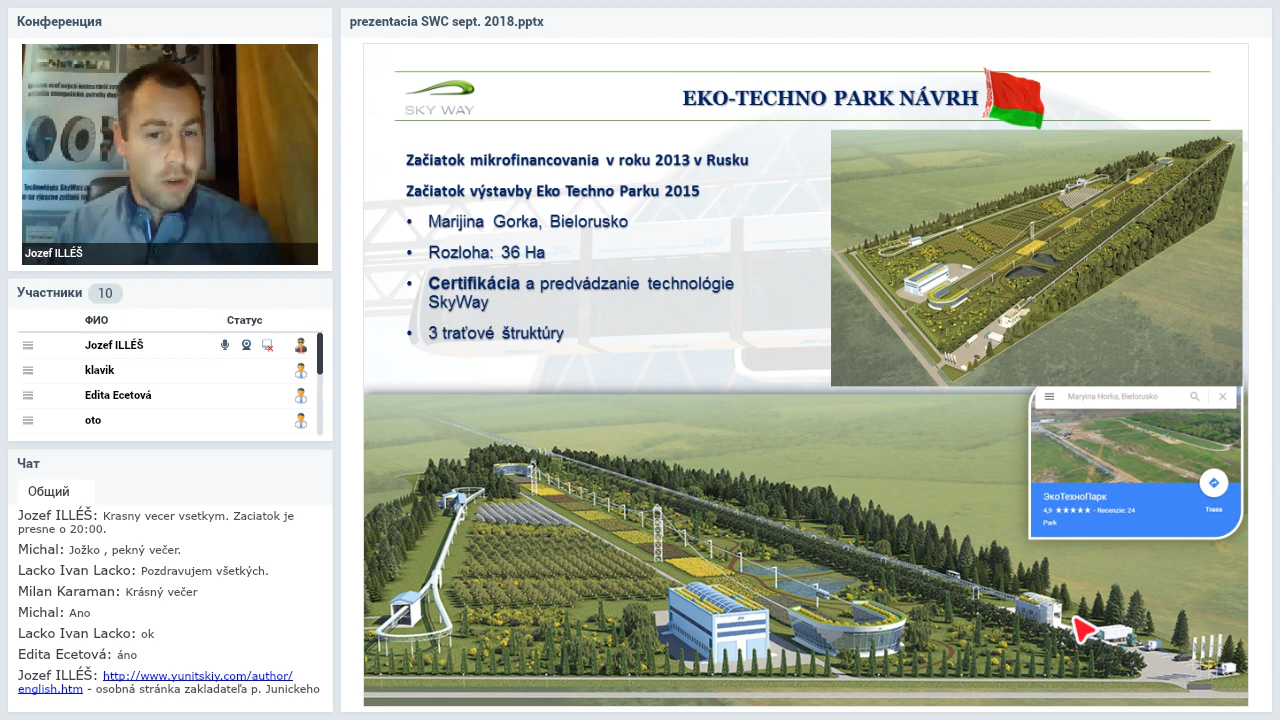 Конференция
Jozef ILLÉŠ
Участники 10
ФИО Статус
Jozef ILLÉŠ
klavik
Edita Ecetová
oto
Чат
Общий
Jozef ILLÉŠ: Krasny vecer vsetkym. Zaciatok je
presne o 20:00.
Michal: Jožko , pekný večer.
Lacko Ivan Lacko: Pozdravujem všetkých.
Milan Karaman: Krásný večer
Michal: Ano
Lacko Ivan Lacko: ok
Edita Ecetová: áno
Jozef ILLÉŠ: http://www.yunitskiy.com/author/
english.htm - osobná stránka zakladateľa p. Junickeho
prezentacia SWC sept. 2018.pptx
SKY WAY
EKO-TECHNO PARK NÁVRH
Začiatok mikrofinancovania v roku 2013 v Rusku
Začiatok výstavby Eko Techno Parku 2015
• Marijina Gorka, Bielorusko
• Rozloha: 36 Ha
• Certifikácia a predvádzanie technológie
SkyWay
• 3 traťové štruktúry
Maryina Horka, Bielorusko
ЭкоТехноПарк
4,9 ★★★★★ - Recenzie: 24
Park
Trasa